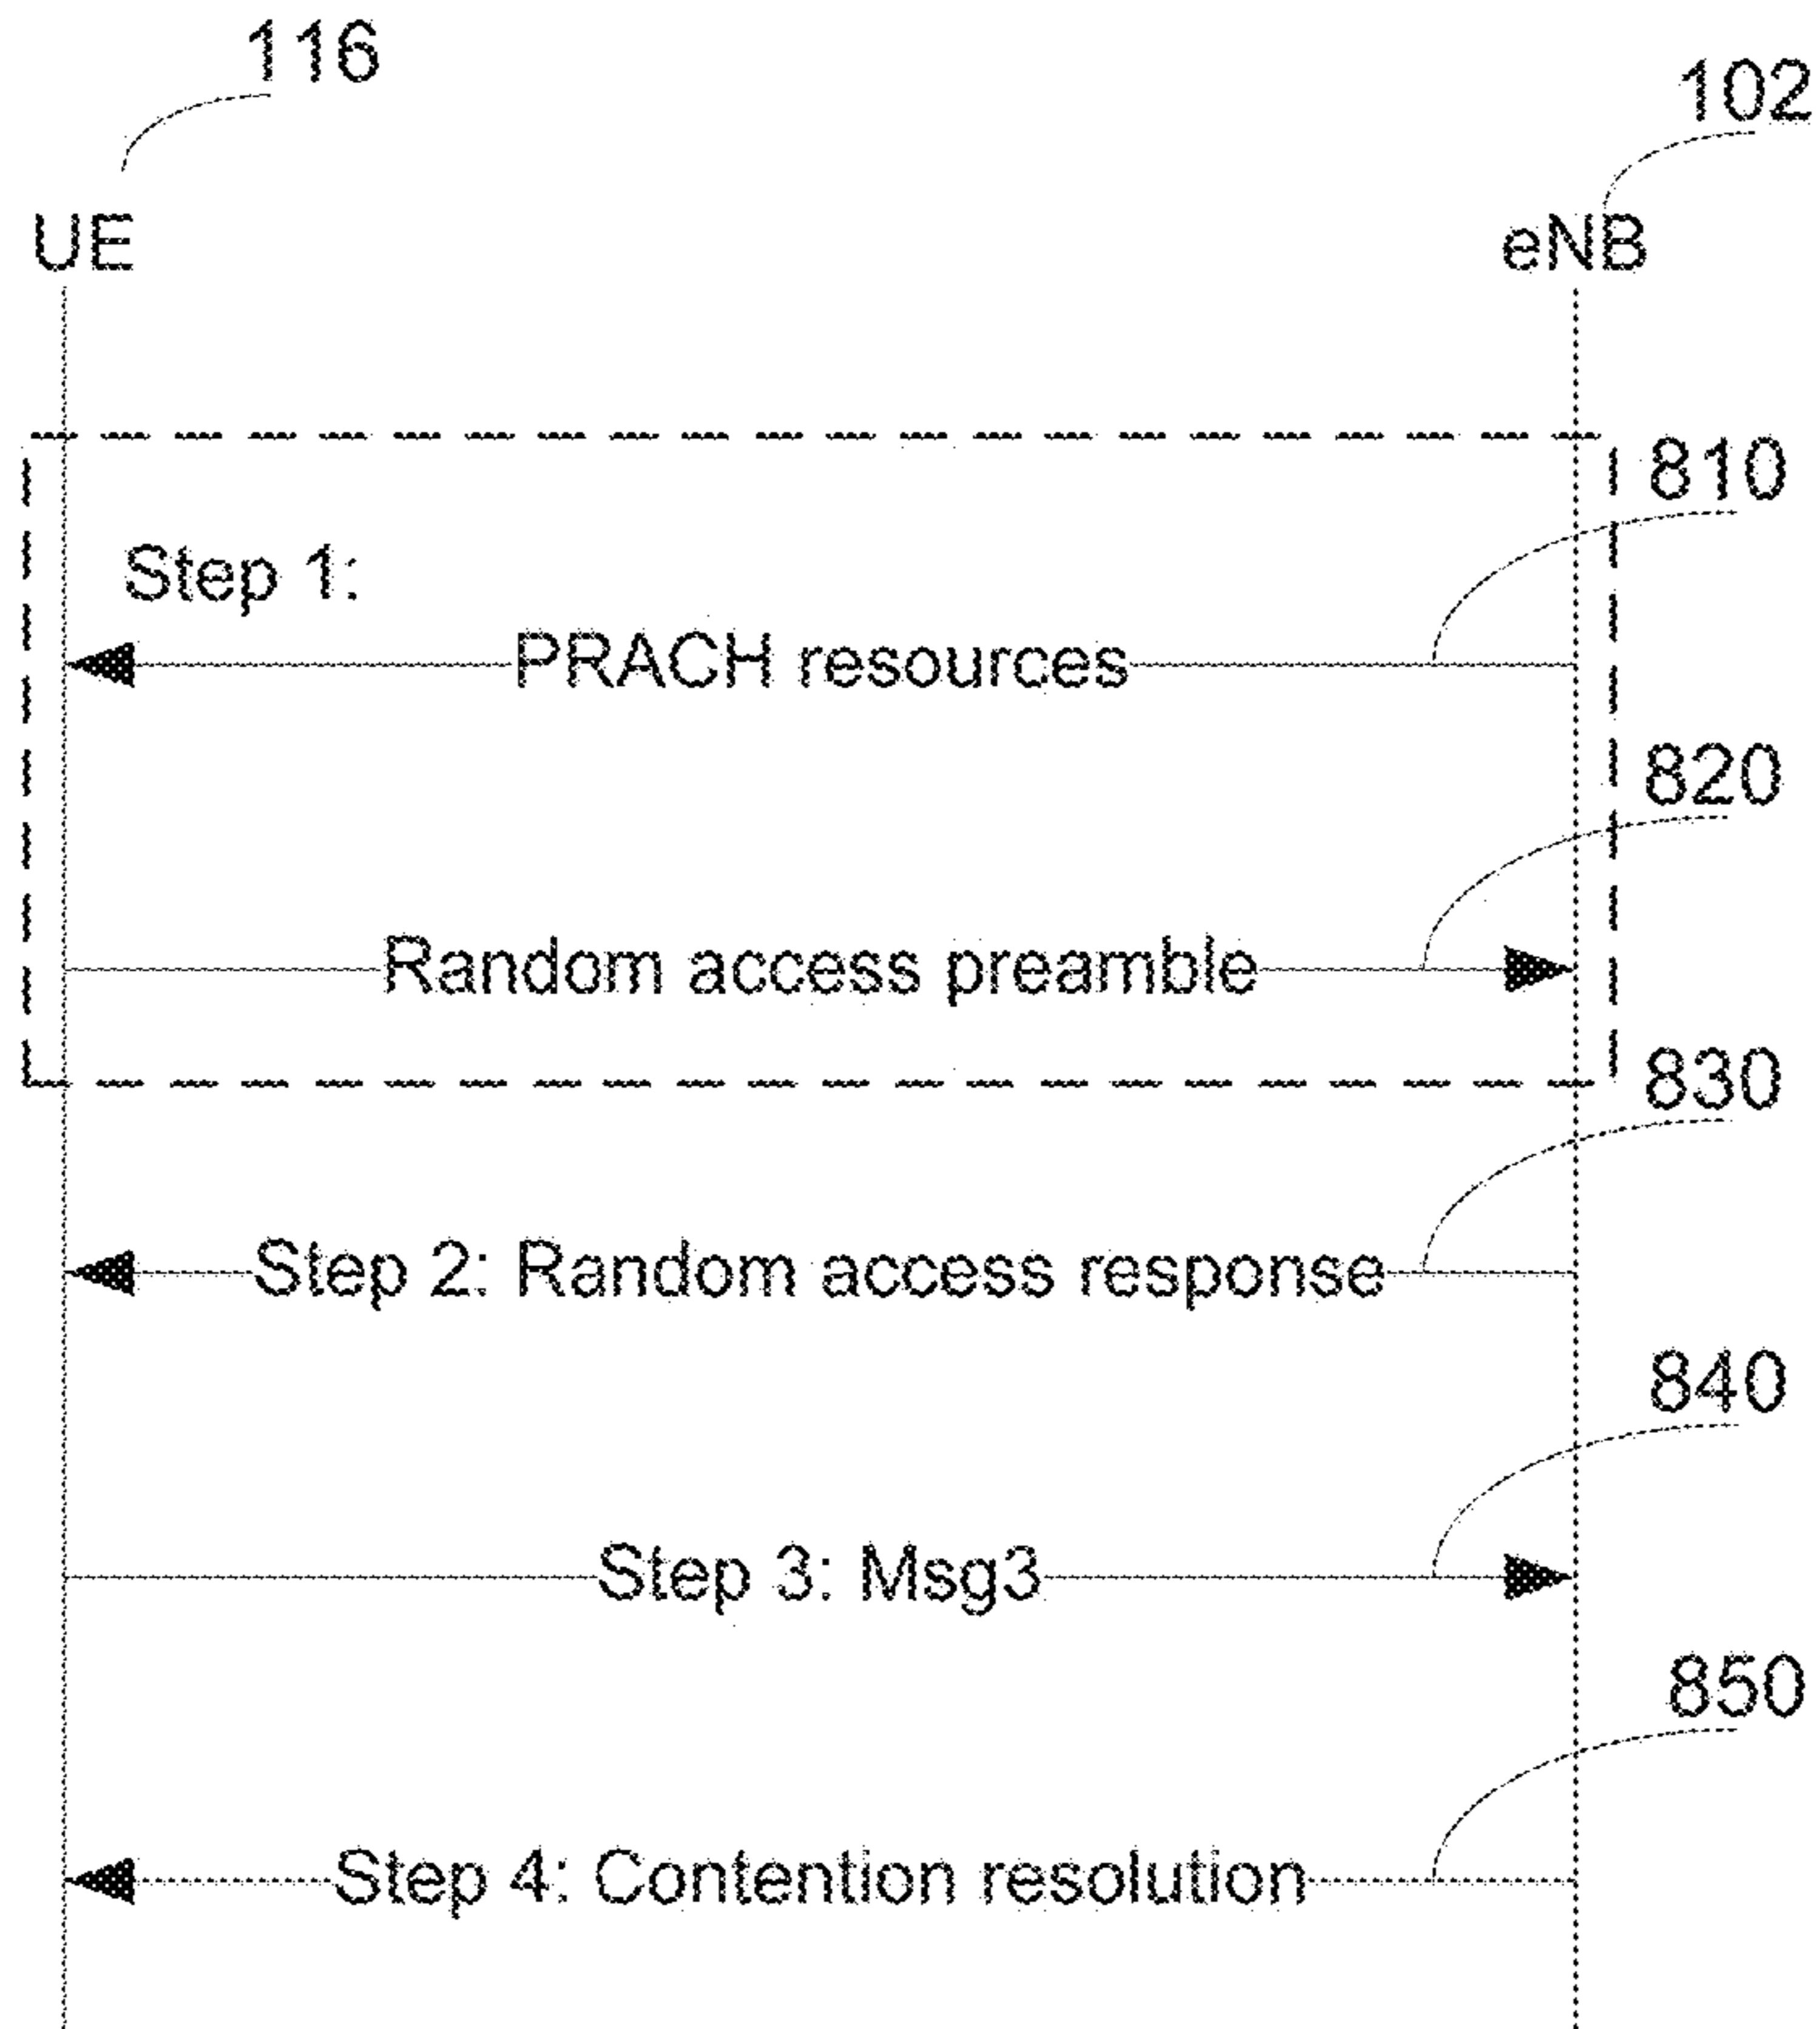 116
102
UE
eNB
810
Step 1:
PRACH resources
820
Random access preamble
830
Step 2: Random access response
840
Step 3: Msg3
850
Step 4: Contention resolution